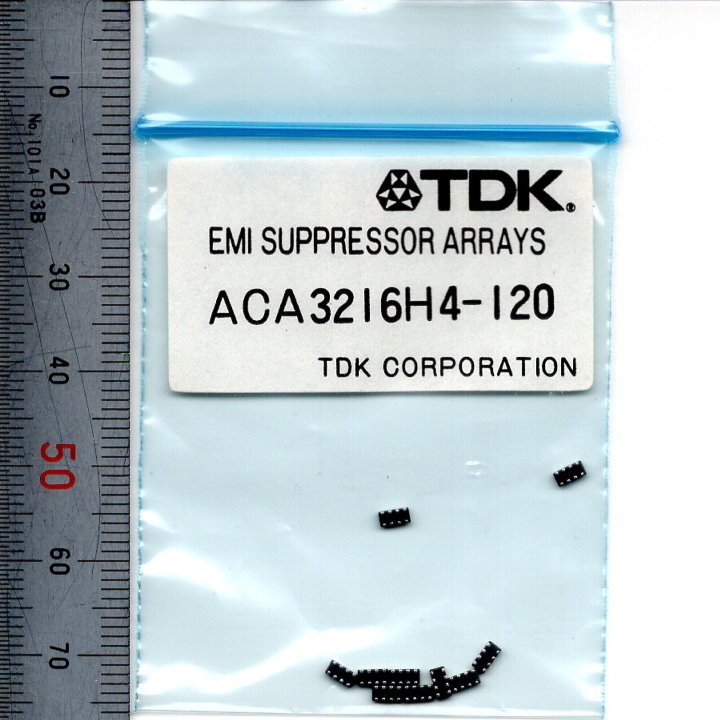 TDK®
EMI SUPPRESSOR ARRAYS
ACA3216H4-120
TDK CORPORATION
10
No.101A 03B
20
30
40
50
60
70